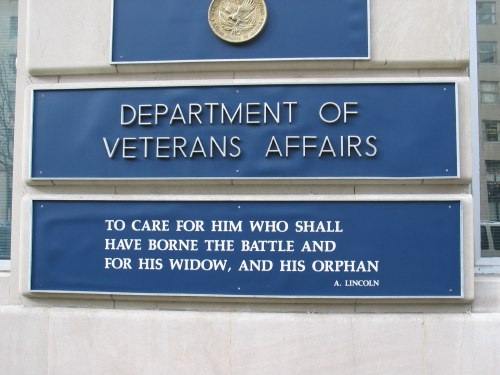 DEPARTMENT OF
VETERANS AFFAIRS
TO CARE FOR HIM WHO SHALL
HAVE BORNE THE BATTLE AND
FOR HIS WIDOW, AND HIS ORPHAN
A. LINCOLN